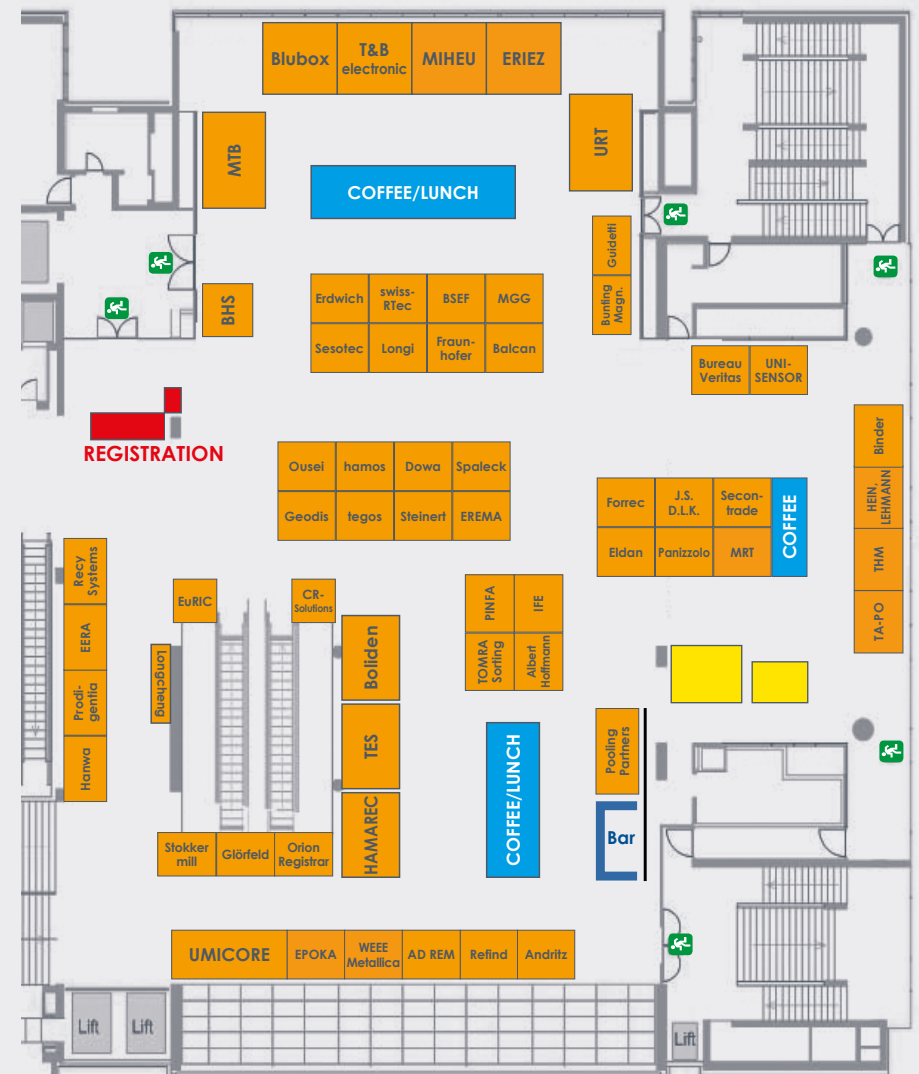 Blubox
T&B
electronic
MIHEU
ERIEZ
MTB
URT
COFFEE/LUNCH
Guidetti
Bunting
Magn.
BHS
Erdwich
swiss-
RTec
BSEF
MGG
Sesotec
Longi
Fraun-
hofer
Balcan
Bureau
Veritas
UNI-
SENSOR
REGISTRATION
Binder
HEIN,
LEHMANN
THM
TA-PO
Ousei
hamos
Dowa
Spaleck
Geodis
tegos
Steinert
EREMA
Forrec
J.S.
D.L.K.
Secon-
trade
COFFEE
Eldan
Panizzolo
MRT
Recy
Systems
EERA
Prodi-
gentia
Hanwa
EuRIC
CR-
Solutions
Longcheng
Boliden
TES
HAMAREC
PINFA
IFE
TOMRA
Sorting
Albert
Hoffmann
COFFEE/LUNCH
Pooling
Partners
Bar
Stokker
mill
Glörfeld
Orion
Registrar
UMICORE
EPOKA
WEEE
Metallica
AD REM
Refind
Andritz
Lift
Lift
Lift